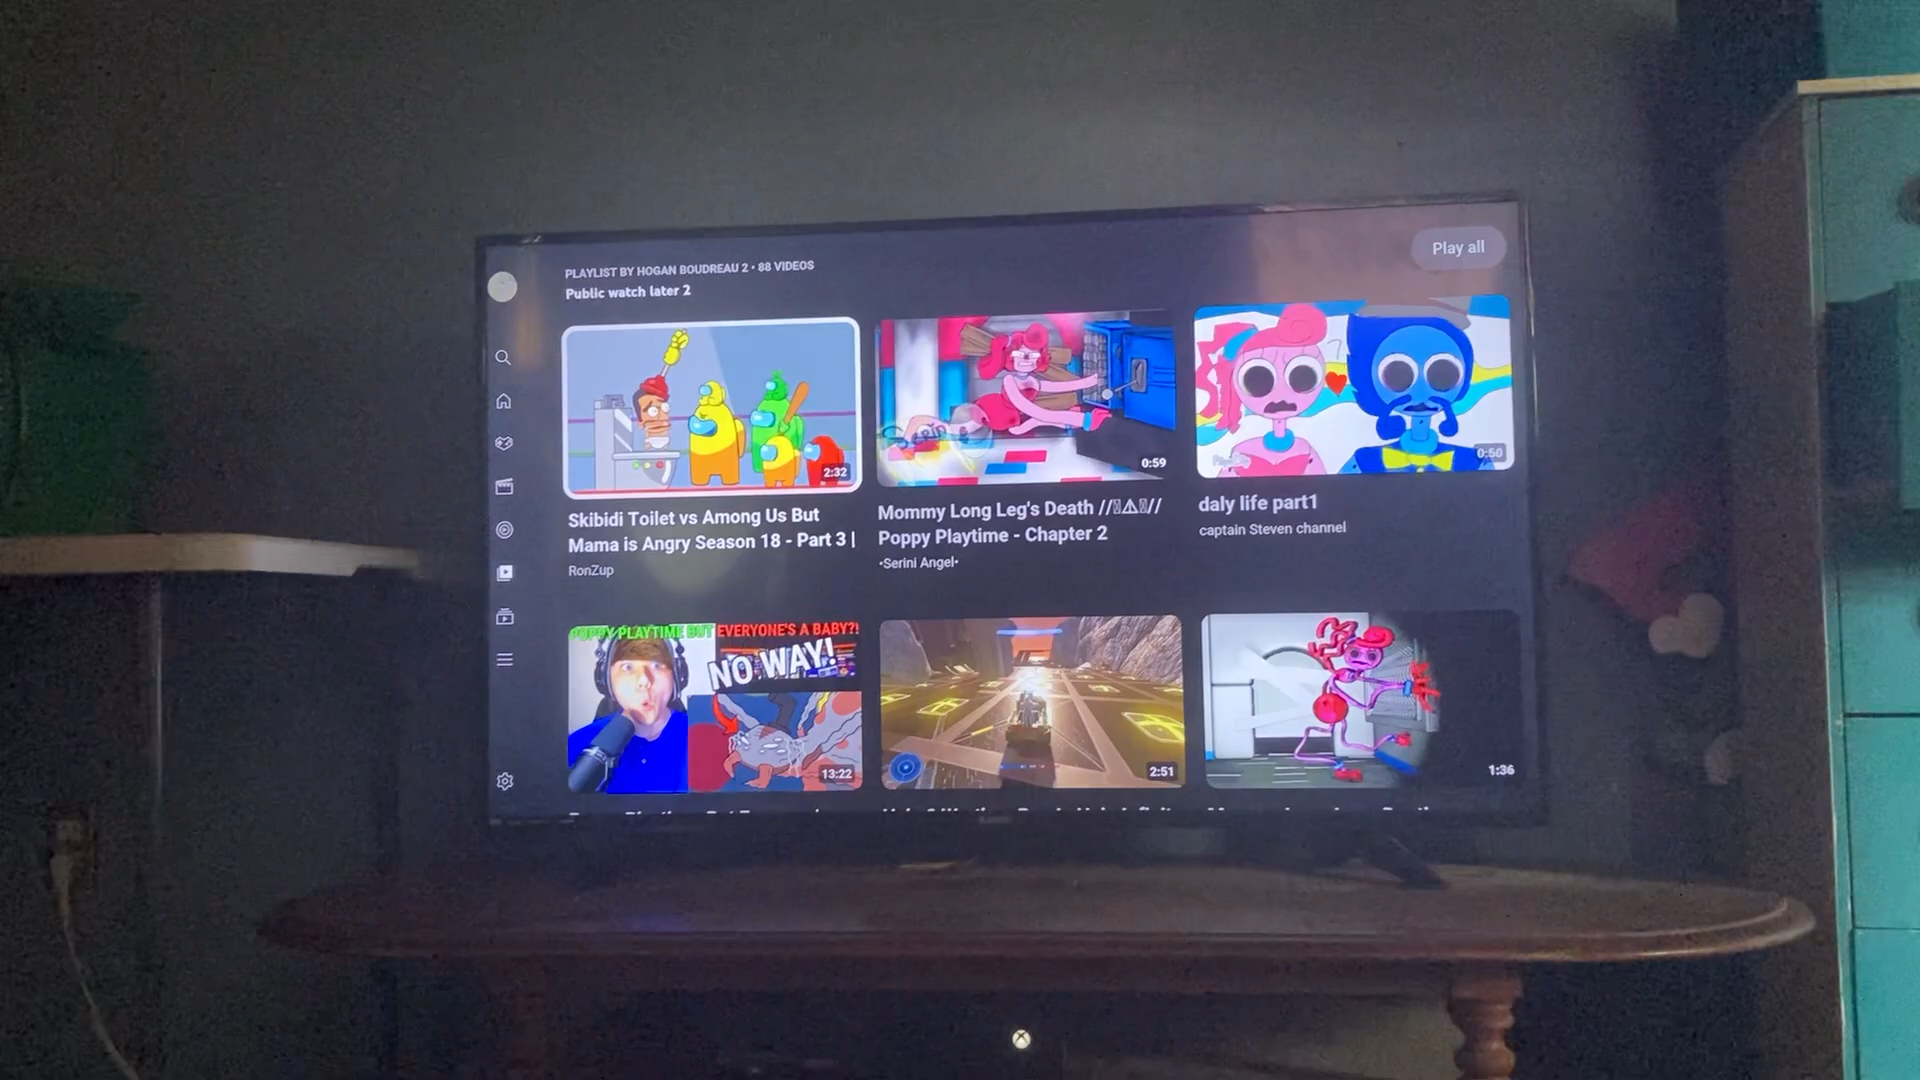 PLAYLIST BY HOGAN BOUDREAU 2 • 88 VIDEOS
Play all
Public watch later 2
2:32
0:59
0:50
Skibidi Toilet vs Among Us But
Mama is Angry Season 18 - Part 3 |
RonZup
Mommy Long Leg's Death //▯⚠▯//
Poppy Playtime - Chapter 2
•Serini Angel•
daly life part1
captain Steven channel
POPPY PLAYTIME BUT EVERYONE'S A BABY?!
NO WAY!
13:22
2:51
1:36